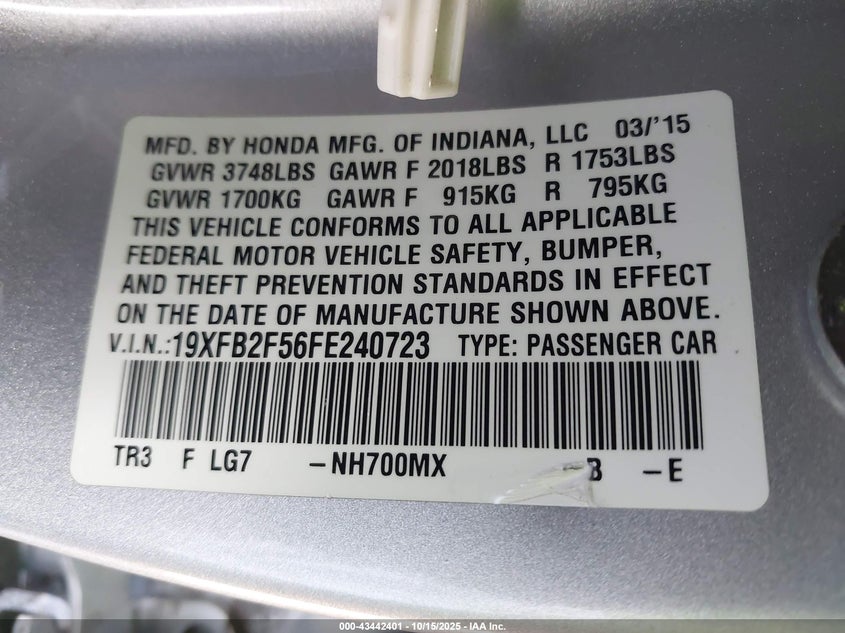 MFD. BY HONDA MFG. OF INDIANA, LLC 03/'15
GVWR 3748LBS GAWR F 2018LBS R 1753LBS
GVWR 1700KG GAWR F 915KG R 795KG
THIS VEHICLE CONFORMS TO ALL APPLICABLE
FEDERAL MOTOR VEHICLE SAFETY, BUMPER,
AND THEFT PREVENTION STANDARDS IN EFFECT
ON THE DATE OF MANUFACTURE SHOWN ABOVE.
V.I.N.:19XFB2F56FE240723 TYPE: PASSENGER CAR
TR3 F LG7 -NH700MX B -E
000-43442401 - 10/15/2025 - IAA Inc.